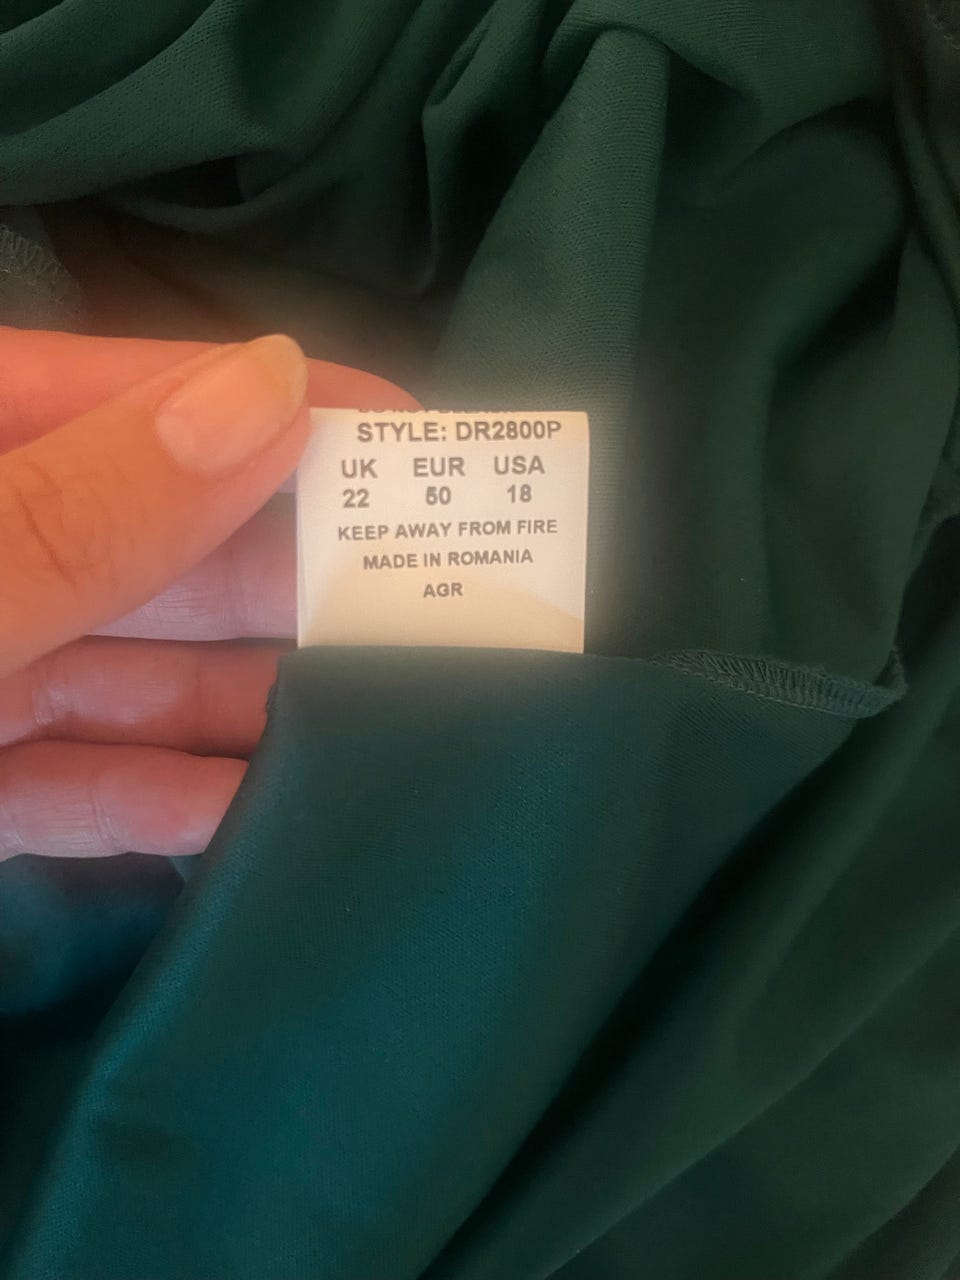 STYLE: DR2800P
UK EUR USA
22 50 18
KEEP AWAY FROM FIRE
MADE IN ROMANIA
AGR